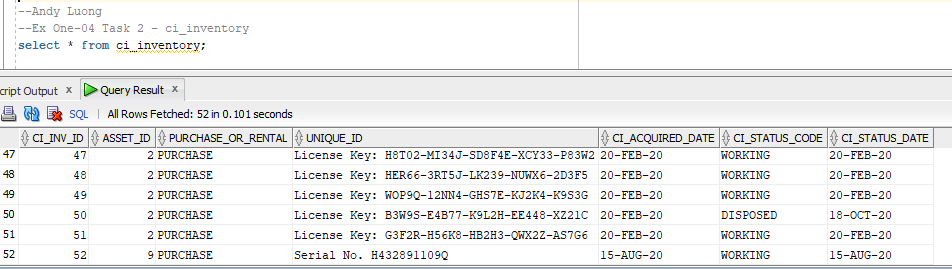 --Andy Luong
--Ex One-04 Task 2 - ci_inventory
select * from ci_inventory;
cript Output x Query Result x
SQL | All Rows Fetched: 52 in 0.101 seconds
CI_INV_ID ASSET_ID PURCHASE_OR_RENTAL UNIQUE_ID CI_ACQUIRED_DATE CI_STATUS_CODE CI_STATUS_DATE
47 47 2 PURCHASE License Key: H8T02-MI34J-SD8F4E-XCY33-P83W2 20-FEB-20 WORKING 20-FEB-20
48 48 2 PURCHASE License Key: HER66-3RT5J-LK239-NUWX6-2D3F5 20-FEB-20 WORKING 20-FEB-20
49 49 2 PURCHASE License Key: WOP9Q-12NN4-GHS7E-KJ2K4-K9S3G 20-FEB-20 WORKING 20-FEB-20
50 50 2 PURCHASE License Key: B3W9S-E4B77-K9L2H-EE448-XZ21C 20-FEB-20 DISPOSED 18-OCT-20
51 51 2 PURCHASE License Key: G3F2R-H56K8-HB2H3-QWX2Z-AS7G6 20-FEB-20 WORKING 20-FEB-20
52 52 9 PURCHASE Serial No. H432891109Q 15-AUG-20 WORKING 15-AUG-20